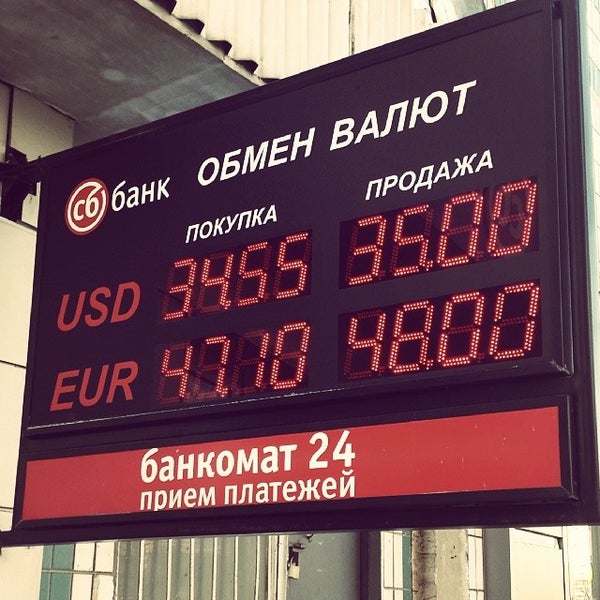 сб банк ОБМЕН ВАЛЮТ
ПОКУПКА ПРОДАЖА
USD 34.55 35.00
EUR 47.10 48.00
банкомат 24
прием платежей